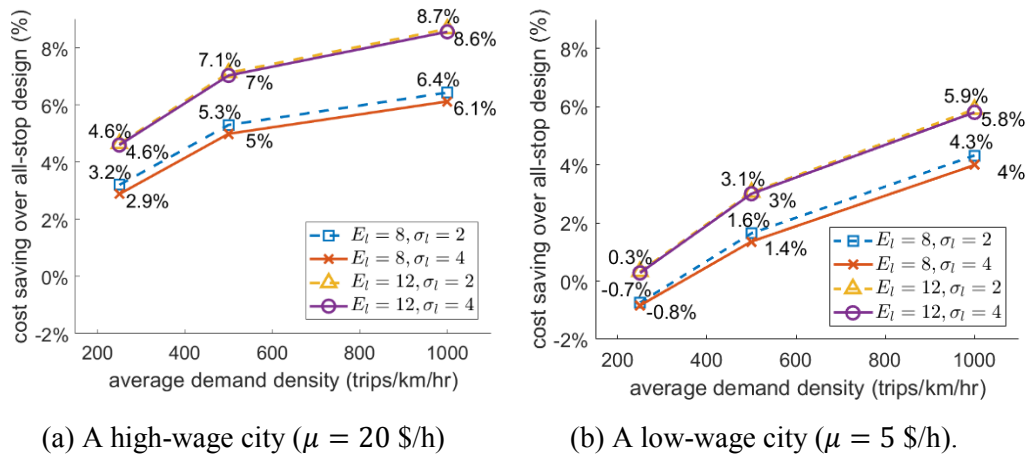 cost saving over all-stop design (%)
8%
6%
4%
2%
0%
-2%
4.6%
4.6%
3.2%
2.9%
7.1%
7%
5.3%
5%
8.7%
8.6%
6.4%
6.1%
E_l = 8, σ_l = 2
E_l = 8, σ_l = 4
E_l = 12, σ_l = 2
E_l = 12, σ_l = 4
200 400 600 800 1000
average demand density (trips/km/hr)
(a) A high-wage city (μ = 20 $/h)
cost saving over all-stop design (%)
8%
6%
4%
2%
0%
-2%
0.3%
-0.7%
-0.8%
3.1%
3%
1.6%
1.4%
5.9%
5.8%
4.3%
4%
E_l = 8, σ_l = 2
E_l = 8, σ_l = 4
E_l = 12, σ_l = 2
E_l = 12, σ_l = 4
200 400 600 800 1000
average demand density (trips/km/hr)
(b) A low-wage city (μ = 5 $/h).